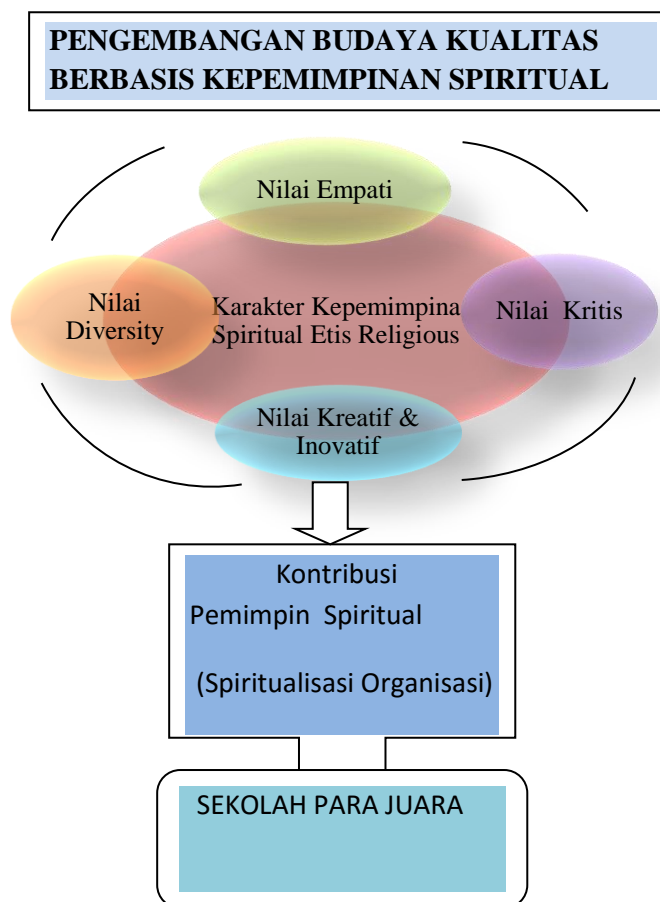 PENGEMBANGAN BUDAYA KUALITAS
BERBASIS KEPEMIMPINAN SPIRITUAL
Nilai Empati
Nilai
Diversity
Karakter Kepemimpina
Spiritual Etis Religious
Nilai Kritis
Nilai Kreatif &
Inovatif
Kontribusi
Pemimpin Spiritual
(Spiritualisasi Organisasi)
SEKOLAH PARA JUARA